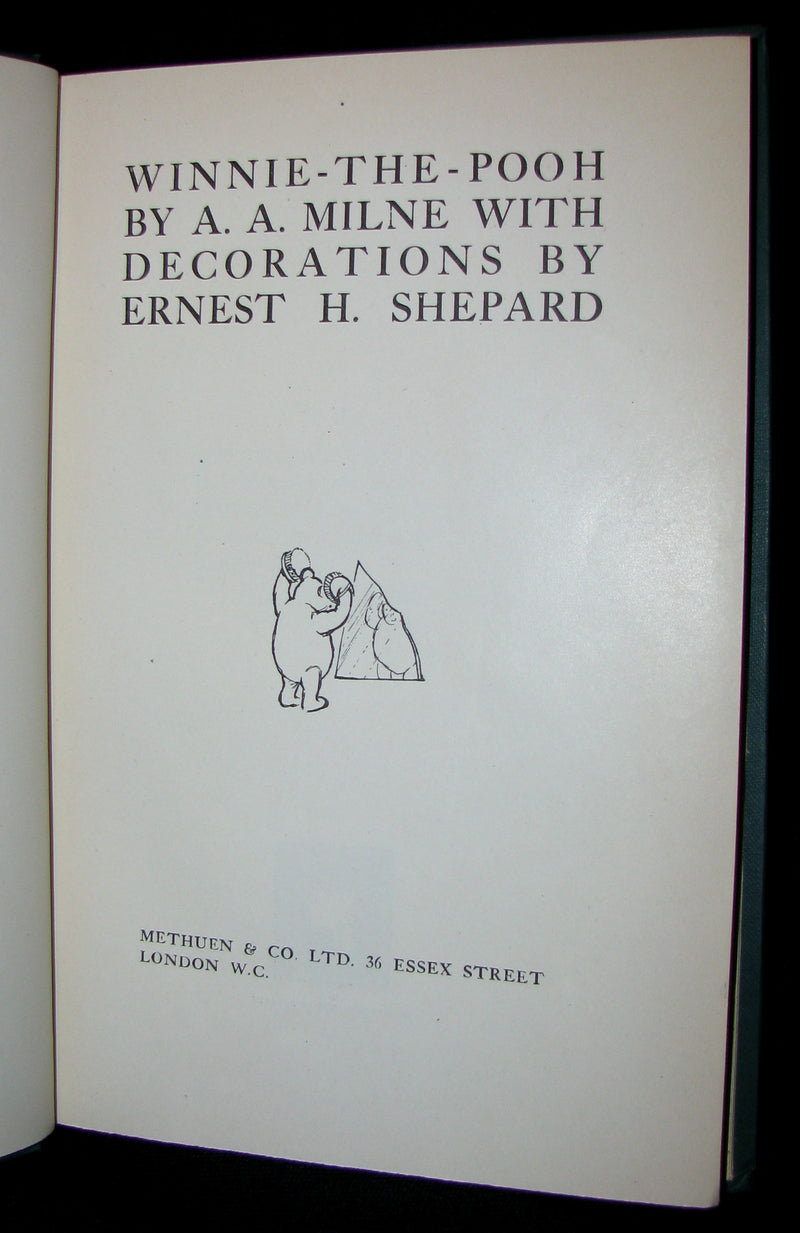 WINNIE-THE-POOH
BY A. A. MILNE WITH
DECORATIONS BY
ERNEST H. SHEPARD
METHUEN & CO. LTD. 36 ESSEX STREET
LONDON W.C.